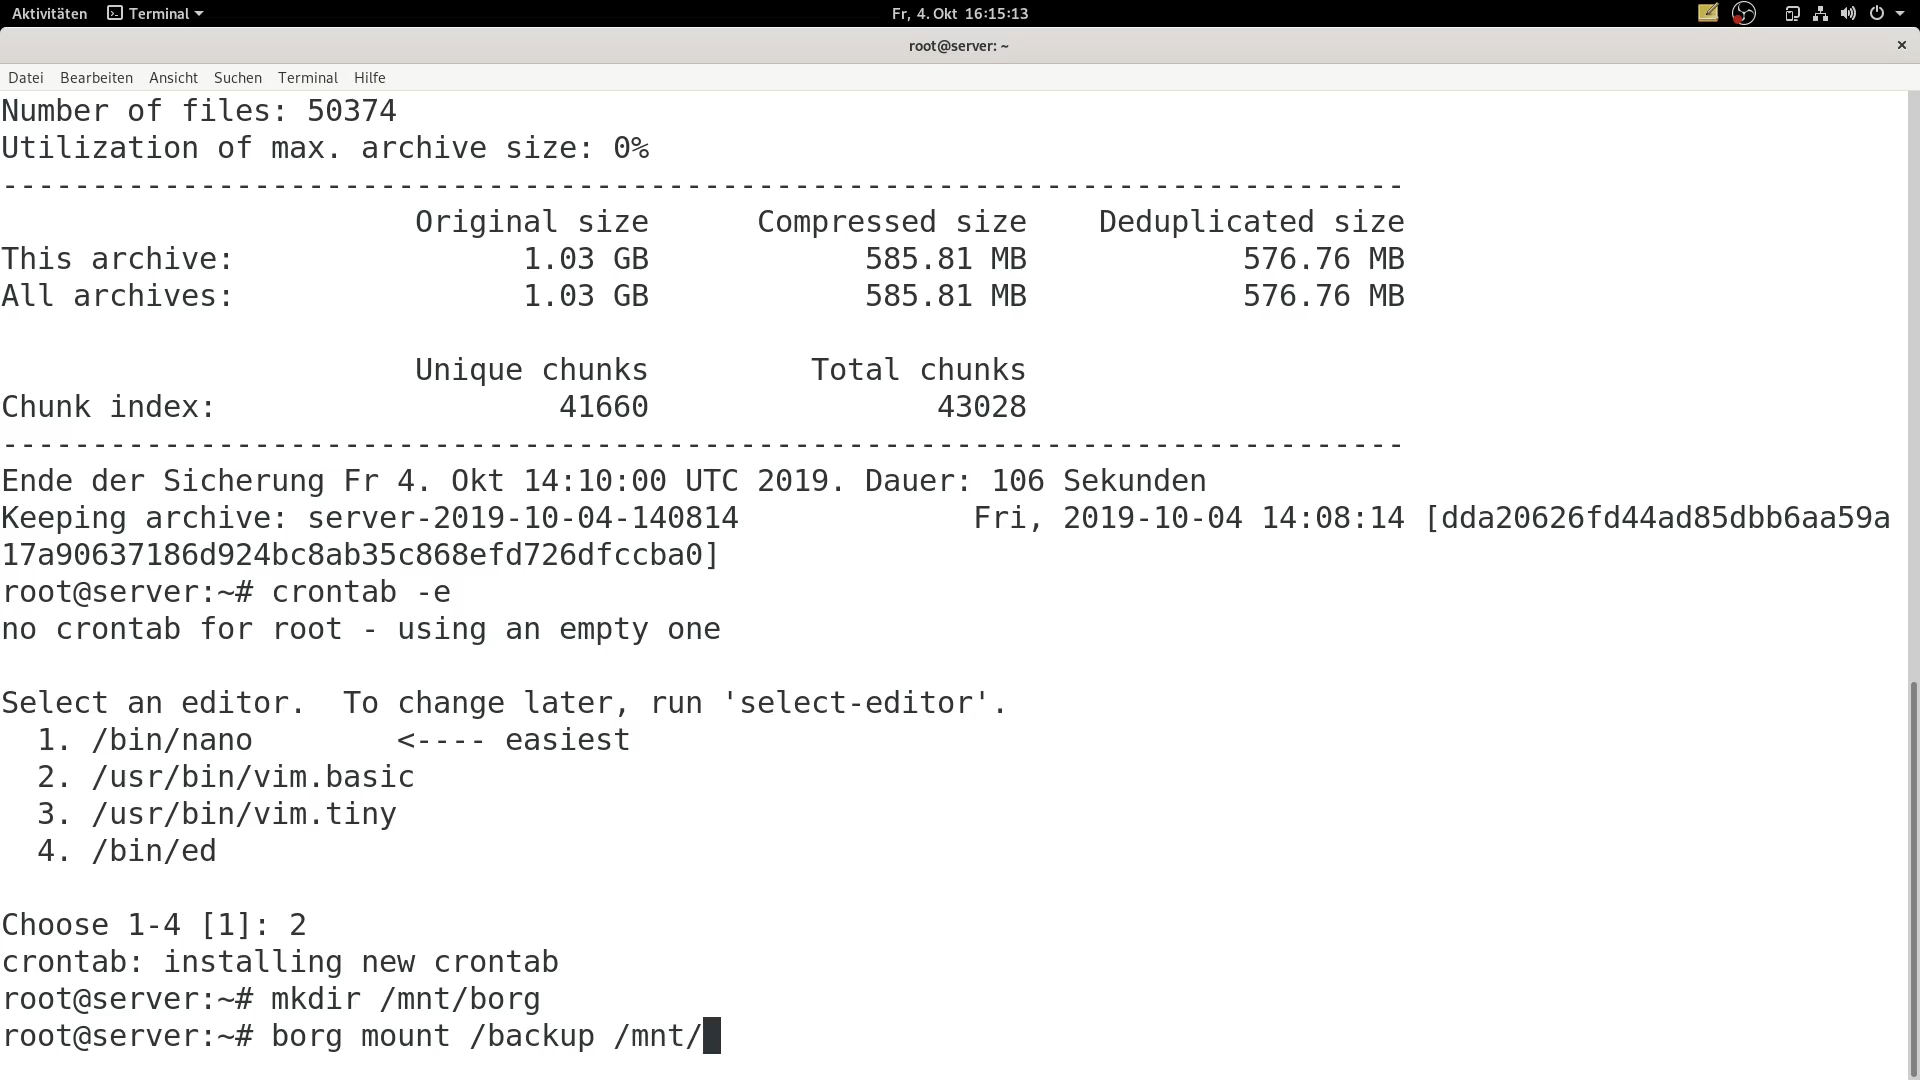 Aktivitäten Terminal Fr, 4. Okt 16:15:13
root@server: ~ ×
Datei Bearbeiten Ansicht Suchen Terminal Hilfe
Number of files: 50374
Utilization of max. archive size: 0%
------------------------------------------------------------------------------
Original size Compressed size Deduplicated size
This archive: 1.03 GB 585.81 MB 576.76 MB
All archives: 1.03 GB 585.81 MB 576.76 MB
Unique chunks Total chunks
Chunk index: 41660 43028
------------------------------------------------------------------------------
Ende der Sicherung Fr 4. Okt 14:10:00 UTC 2019. Dauer: 106 Sekunden
Keeping archive: server-2019-10-04-140814 Fri, 2019-10-04 14:08:14 [dda20626fd44ad85dbb6aa59a
17a90637186d924bc8ab35c868efd726dfccba0]
root@server:~# crontab -e
no crontab for root - using an empty one
Select an editor.  To change later, run 'select-editor'.
1. /bin/nano <---- easiest
2. /usr/bin/vim.basic
3. /usr/bin/vim.tiny
4. /bin/ed
Choose 1-4 [1]: 2
crontab: installing new crontab
root@server:~# mkdir /mnt/borg
root@server:~# borg mount /backup /mnt/